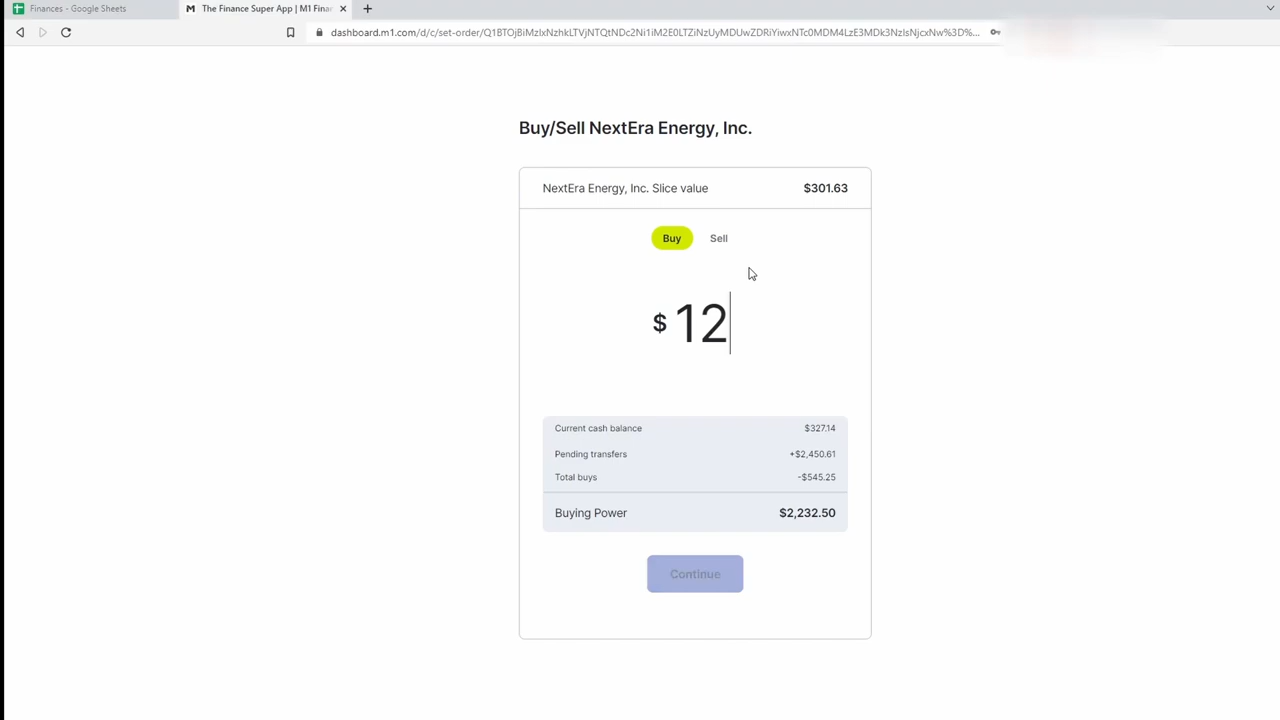 Finances - Google Sheets
M The Finance Super App | M1 Finan
dashboard.m1.com/d/c/set-order/Q1BTOjBiMzIxNzhkLTVjNTQtNDc2Ni1iM2E0LTZiNzUyMDUwZDRiYiwxNTc0MDM4LzE3MDk3NzIsNjcxNw%3D%...
Buy/Sell NextEra Energy, Inc.
NextEra Energy, Inc. Slice value $301.63
Buy Sell
$ 12
Current cash balance $327.14
Pending transfers +$2,450.61
Total buys -$545.25
Buying Power $2,232.50
Continue